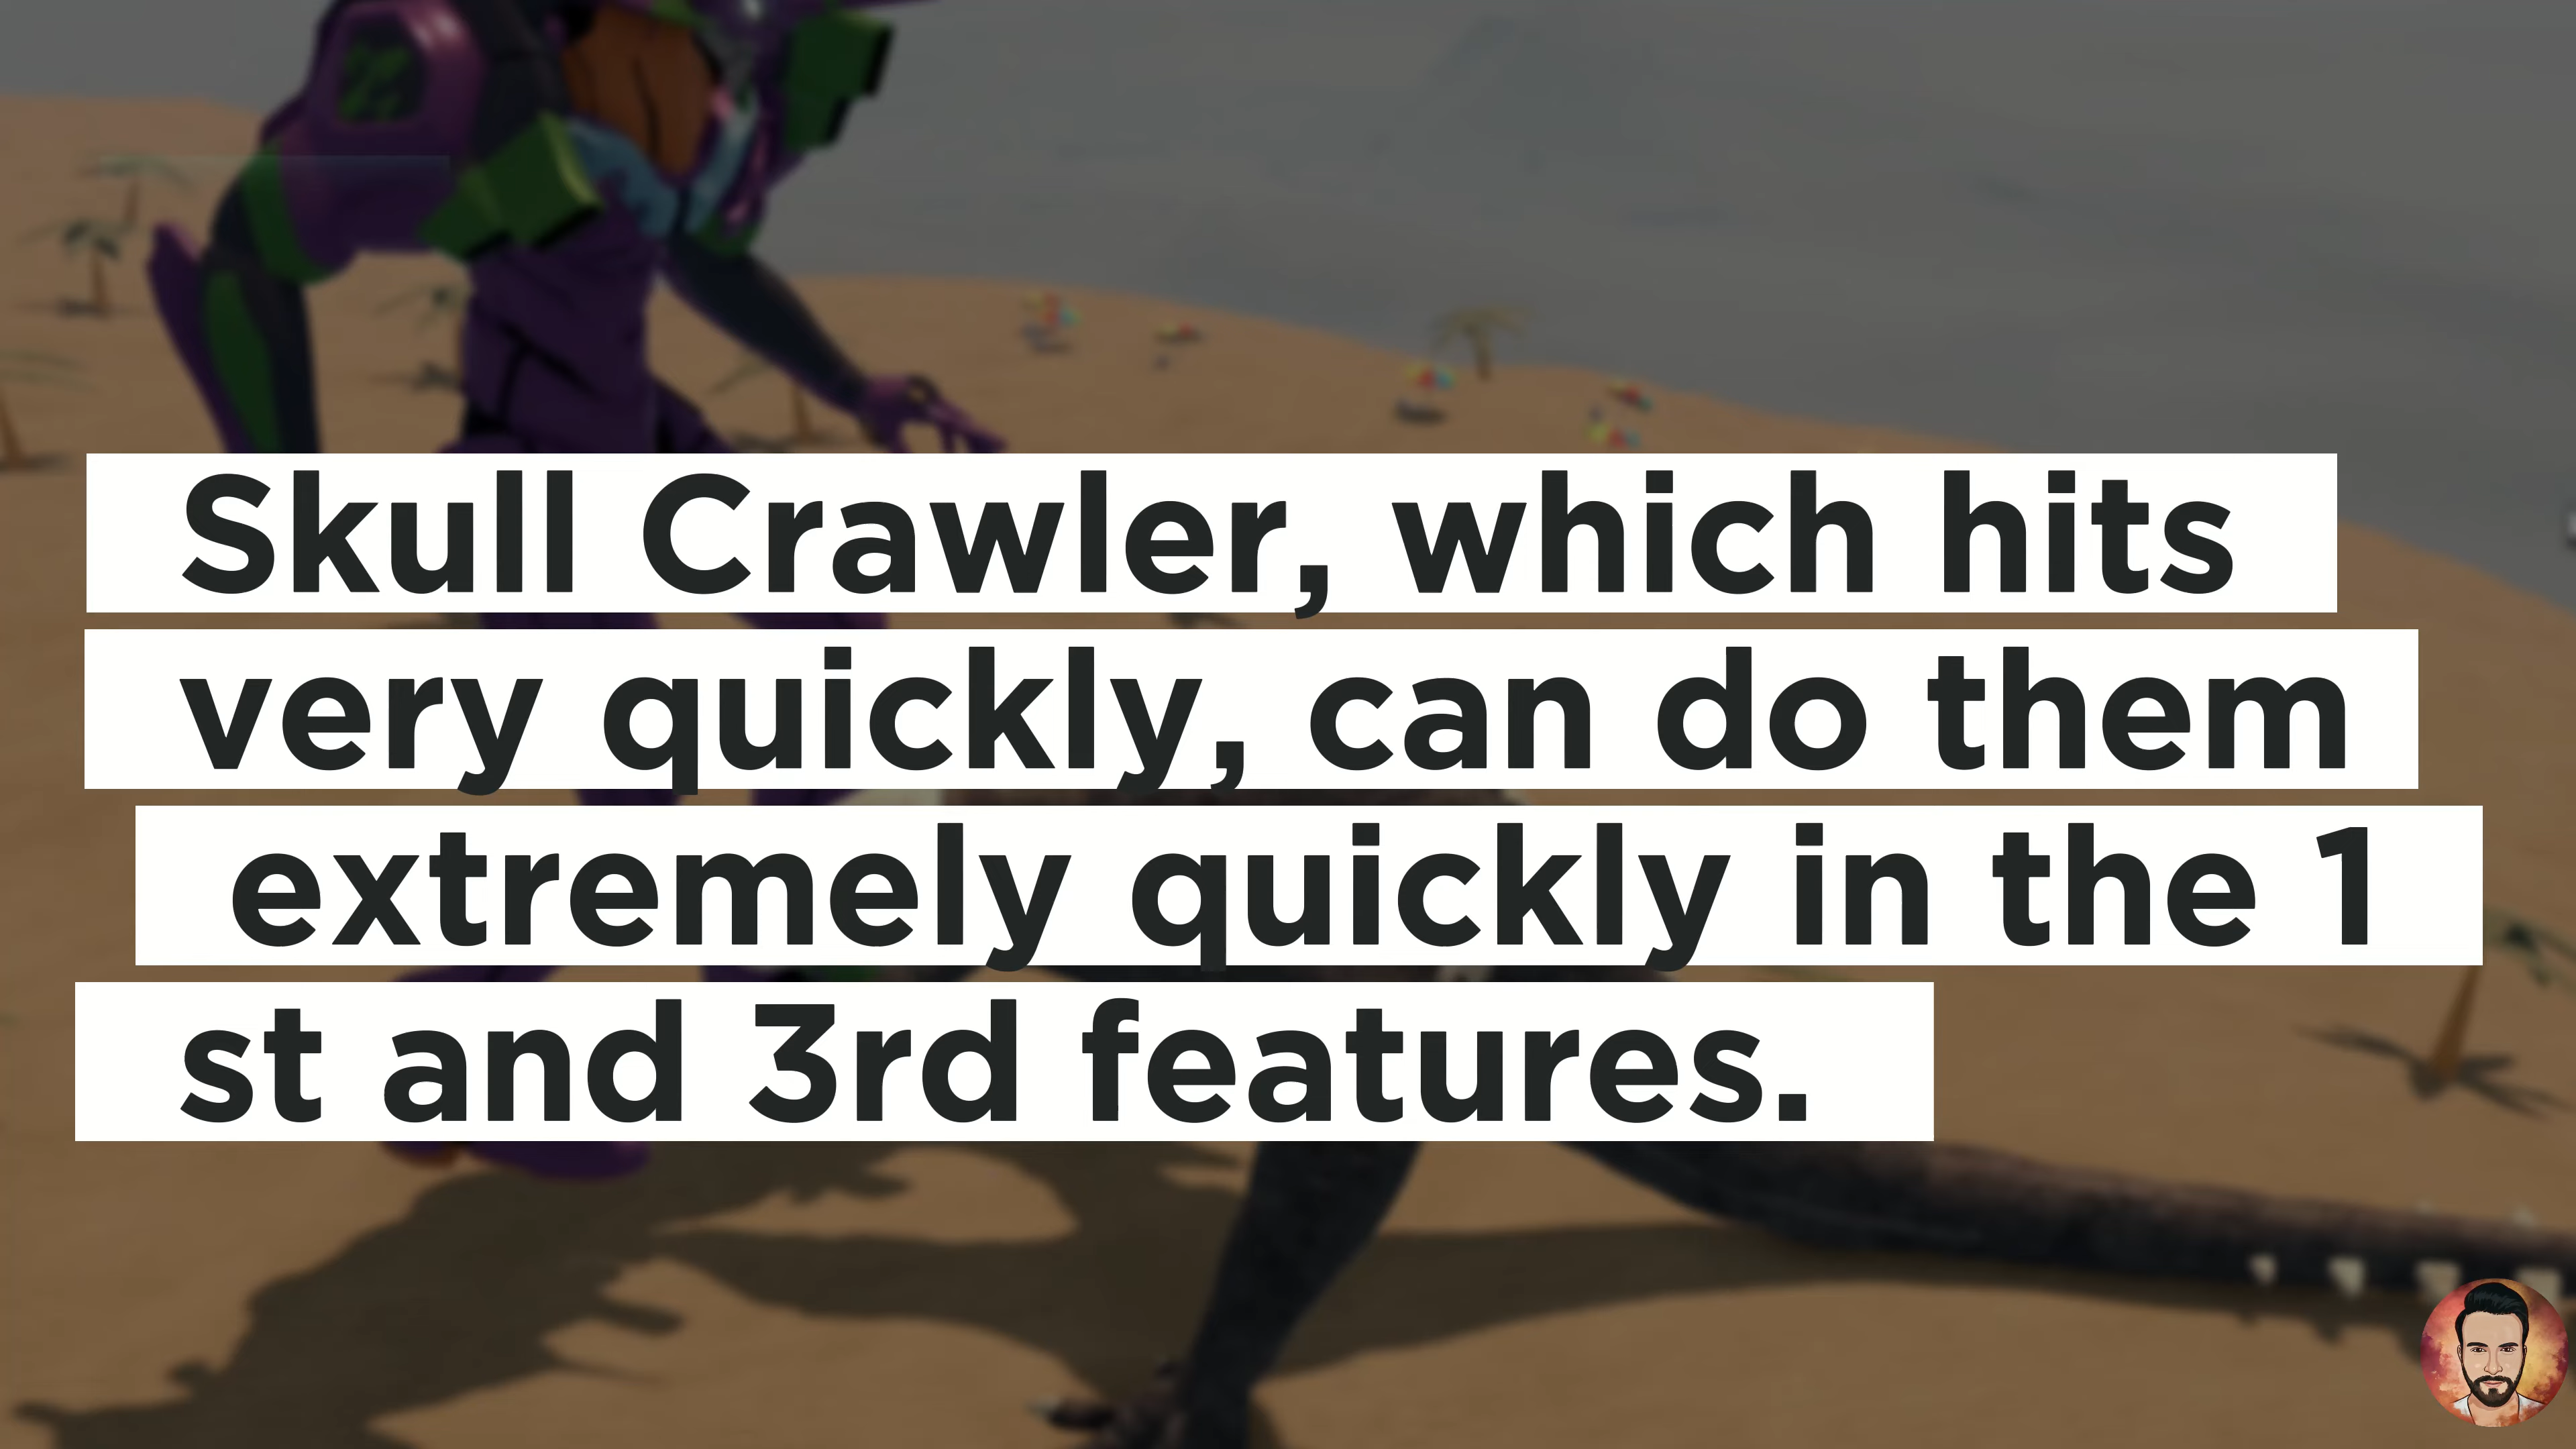 Skull Crawler, which hits
very quickly, can do them
extremely quickly in the 1
st and 3rd features.